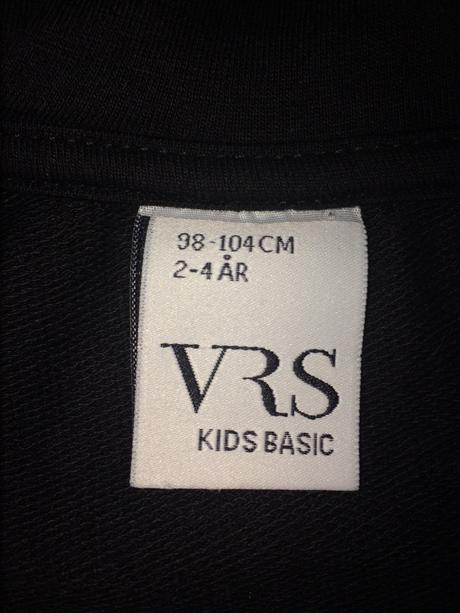 98-104CM
2-4 ÅR
VRS
KIDS BASIC